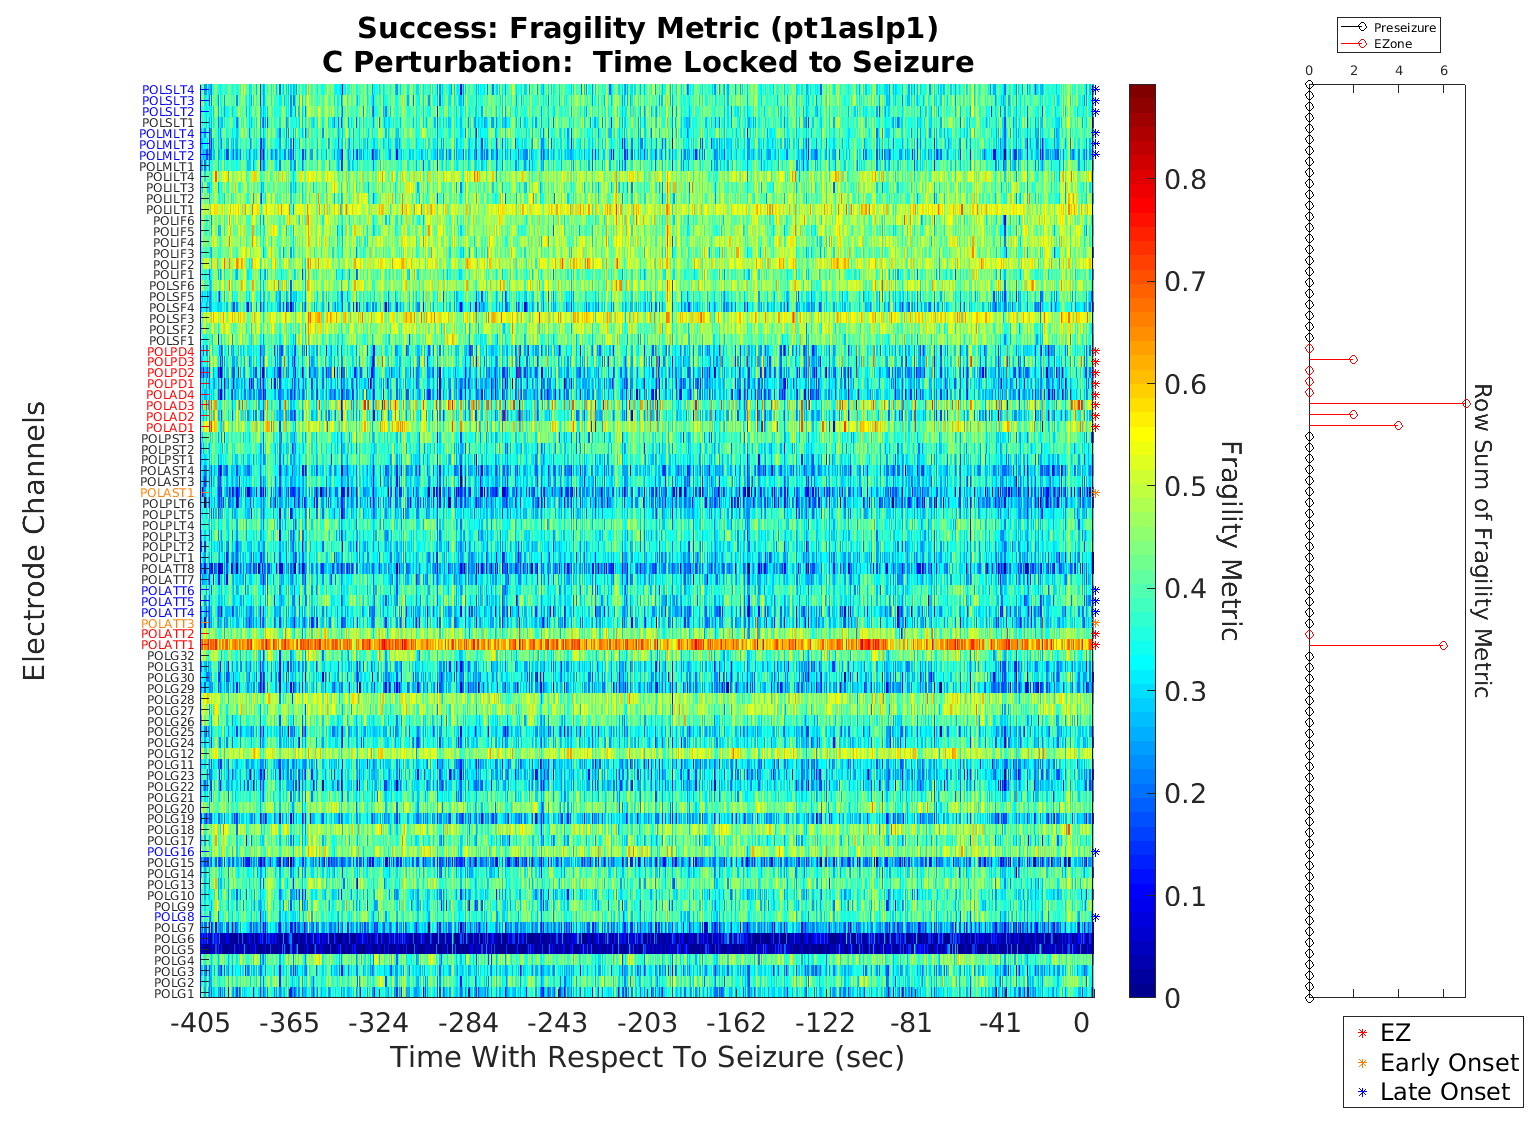 Success: Fragility Metric (pt1aslp1)
C Perturbation:  Time Locked to Seizure
Electrode Channels
POLSLT4
POLSLT3
POLSLT2
POLSLT1
POLMLT4
POLMLT3
POLMLT2
POLMLT1
POLILT4
POLILT3
POLILT2
POLILT1
POLIF6
POLIF5
POLIF4
POLIF3
POLIF2
POLIF1
POLSF6
POLSF5
POLSF4
POLSF3
POLSF2
POLSF1
POLPD4
POLPD3
POLPD2
POLPD1
POLAD4
POLAD3
POLAD2
POLAD1
POLPST3
POLPST2
POLPST1
POLAST4
POLAST3
POLAST1
POLPLT6
POLPLT5
POLPLT4
POLPLT3
POLPLT2
POLPLT1
POLATT8
POLATT7
POLATT6
POLATT5
POLATT4
POLATT3
POLATT2
POLATT1
POLG32
POLG31
POLG30
POLG29
POLG28
POLG27
POLG26
POLG25
POLG24
POLG12
POLG11
POLG23
POLG22
POLG21
POLG20
POLG19
POLG18
POLG17
POLG16
POLG15
POLG14
POLG13
POLG10
POLG9
POLG8
POLG7
POLG6
POLG5
POLG4
POLG3
POLG2
POLG1
-405 -365 -324 -284 -243 -203 -162 -122 -81 -41 0
Time With Respect To Seizure (sec)
0.8
0.7
0.6
0.5
0.4
0.3
0.2
0.1
0
Fragility Metric
Preseizure
EZone
0 2 4 6
Row Sum of Fragility Metric
EZ
Early Onset
Late Onset